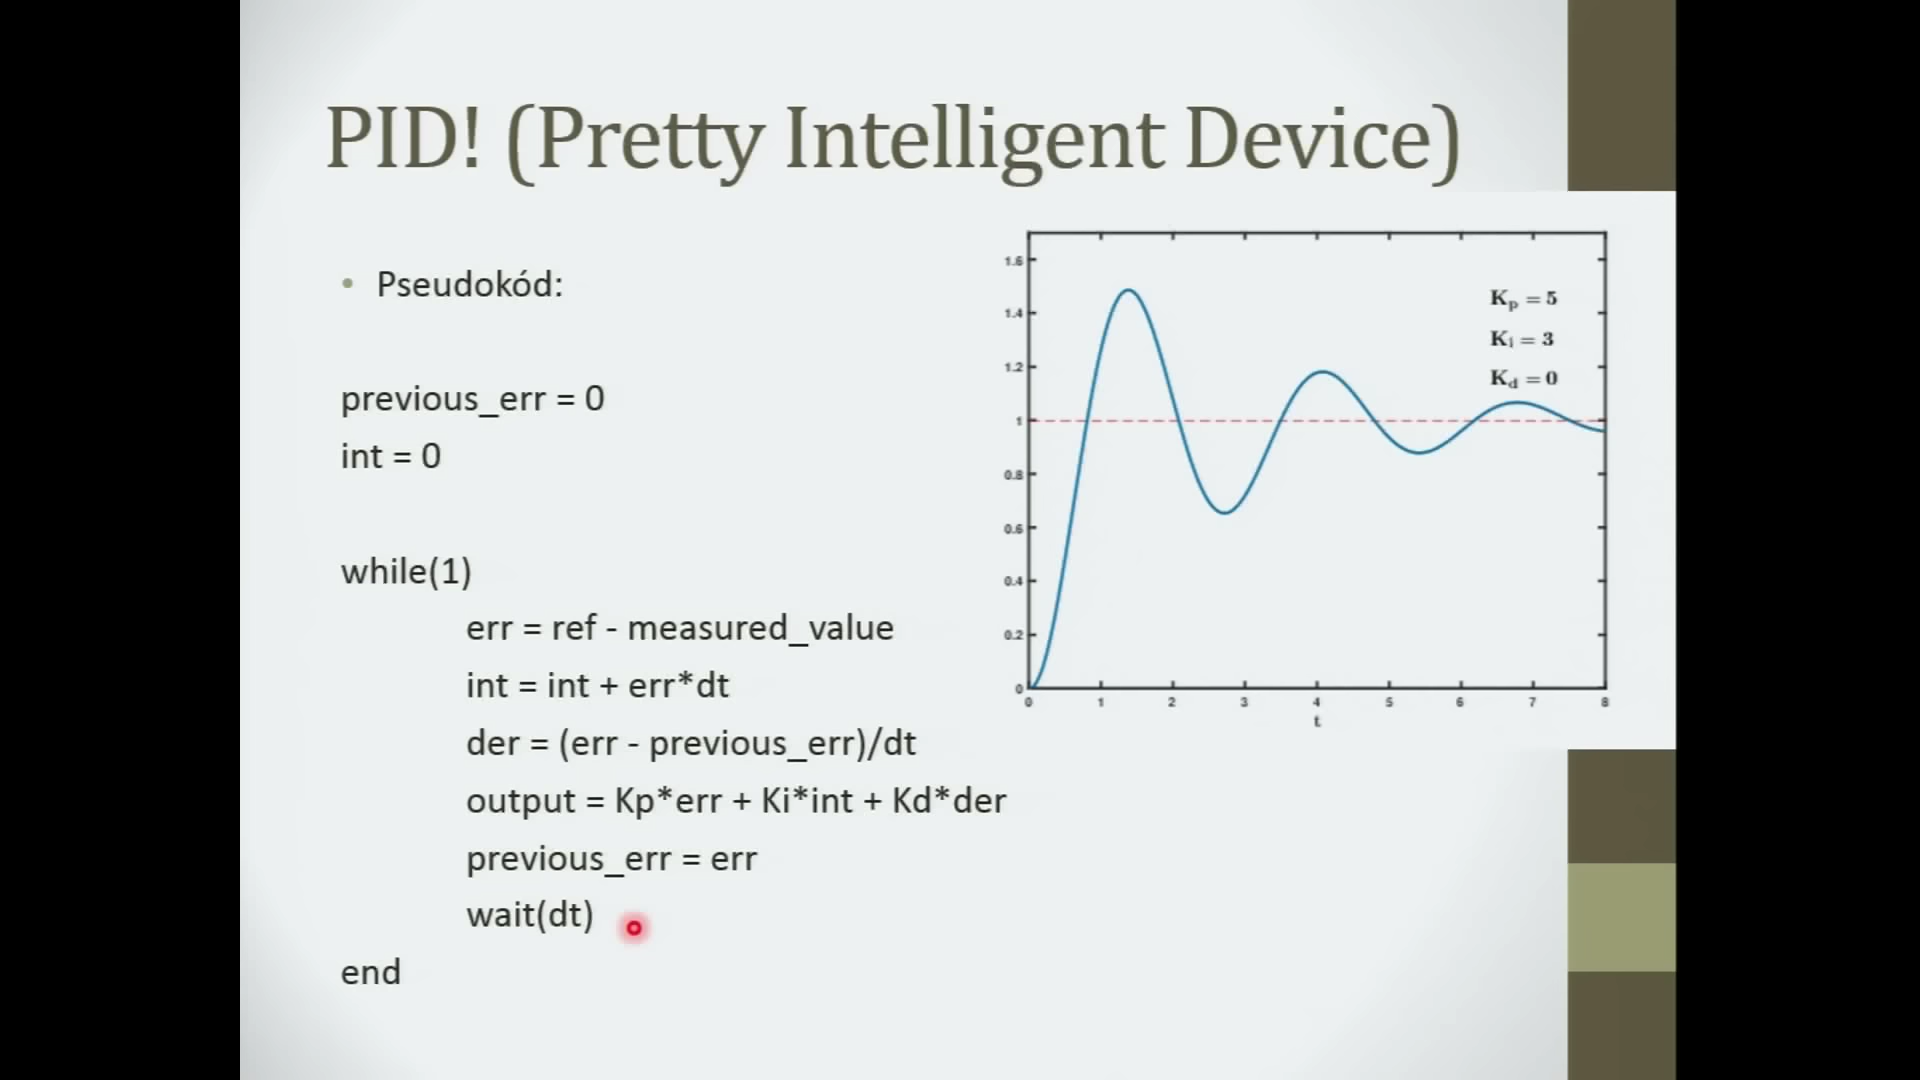 PID! (Pretty Intelligent Device)
• Pseudokód:
previous_err = 0
int = 0
while(1)
err = ref - measured_value
int = int + err*dt
der = (err - previous_err)/dt
output = Kp*err + Ki*int + Kd*der
previous_err = err
wait(dt)
end
1.6
1.4
1.2
1
0.8
0.6
0.4
0.2
0
0 1 2 3 4 5 6 7 8
t
Kp = 5
Ki = 3
Kd = 0